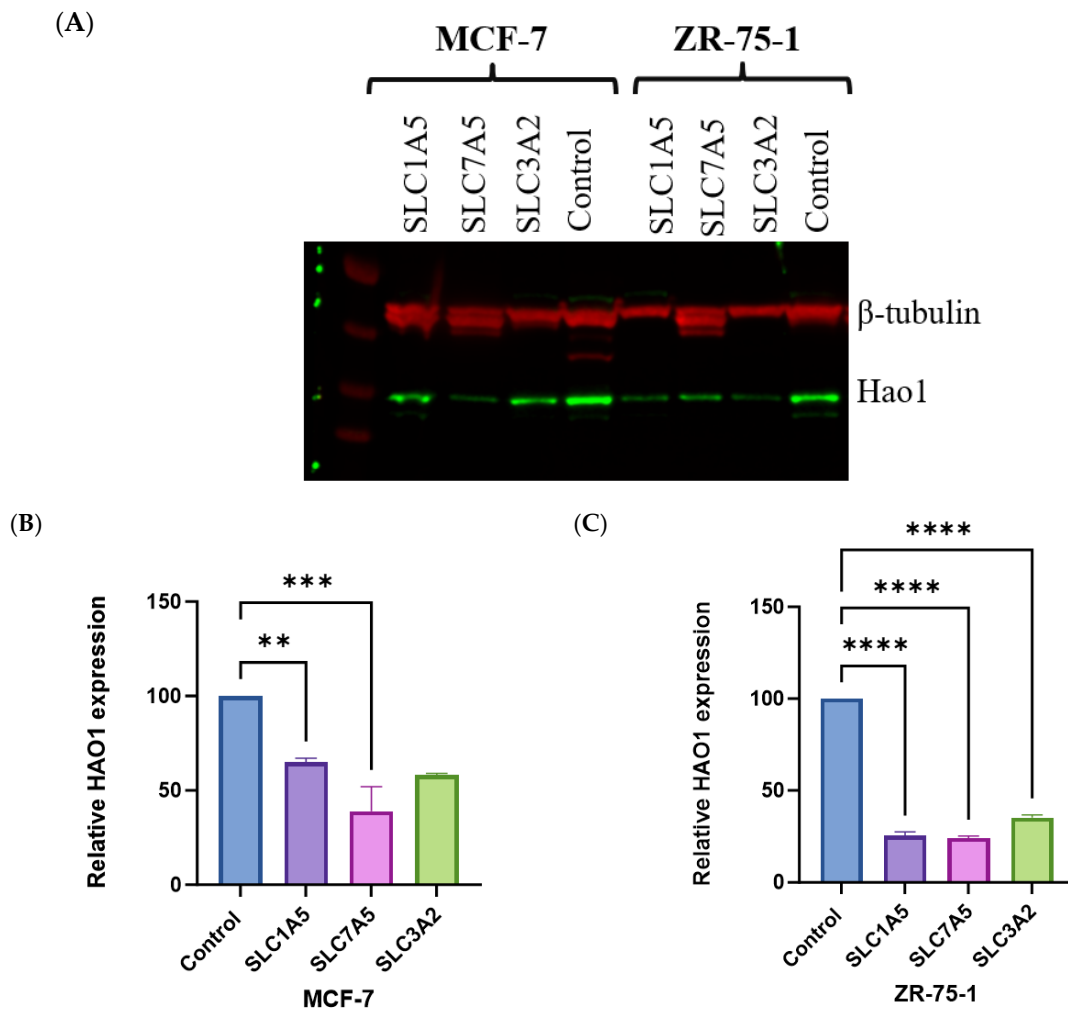 (A)
MCF-7 ZR-75-1
SLC1A5 SLC7A5 SLC3A2 Control SLC1A5 SLC7A5 SLC3A2 Control
β-tubulin
Hao1
(B)
Relative HAO1 expression
150
100
50
0
***
**
Control SLC1A5 SLC7A5 SLC3A2
MCF-7
(C)
Relative HAO1 expression
150
100
50
0
****
****
****
Control SLC1A5 SLC7A5 SLC3A2
ZR-75-1